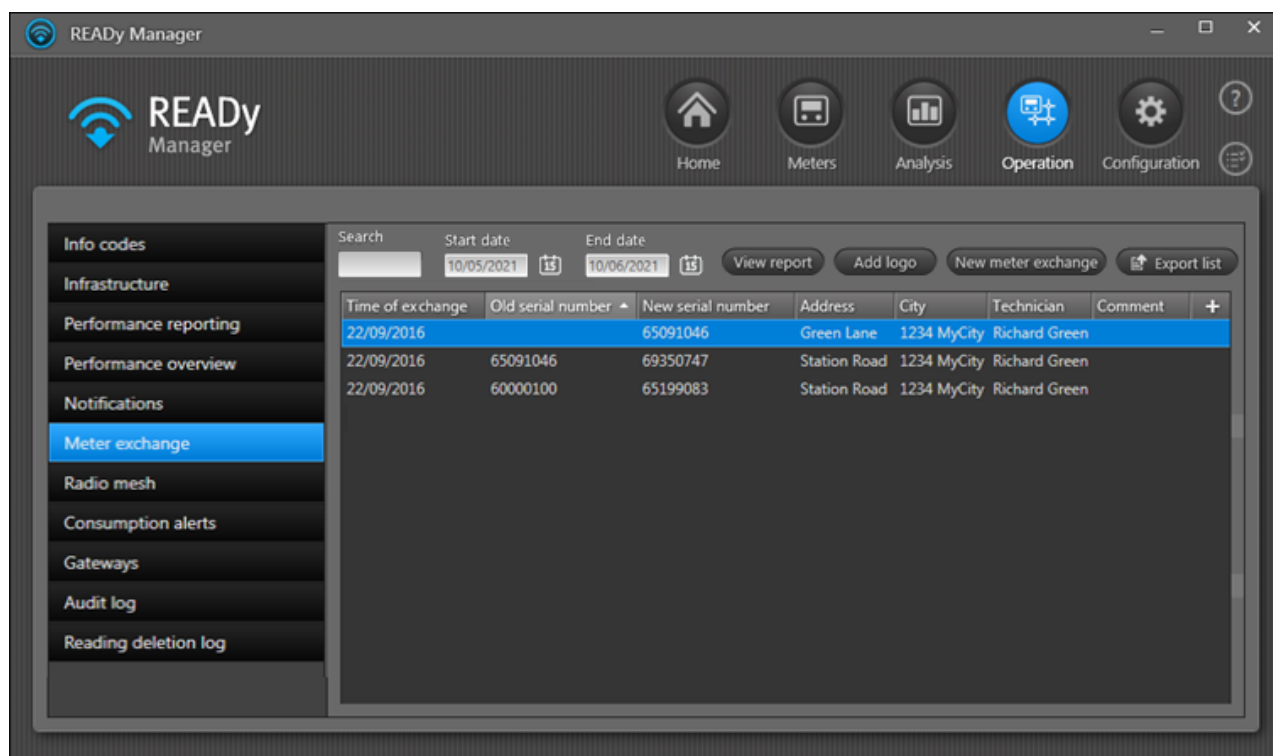 READy Manager
READy
Manager
Home Meters Analysis Operation Configuration
?
Info codes
Infrastructure
Performance reporting
Performance overview
Notifications
Meter exchange
Radio mesh
Consumption alerts
Gateways
Audit log
Reading deletion log
Search Start date End date
10/05/2021 15 10/06/2021 15 View report Add logo New meter exchange Export list
Time of exchange Old serial number New serial number Address City Technician Comment +
22/09/2016 65091046 Green Lane 1234 MyCity Richard Green
22/09/2016 65091046 69350747 Station Road 1234 MyCity Richard Green
22/09/2016 60000100 65199083 Station Road 1234 MyCity Richard Green